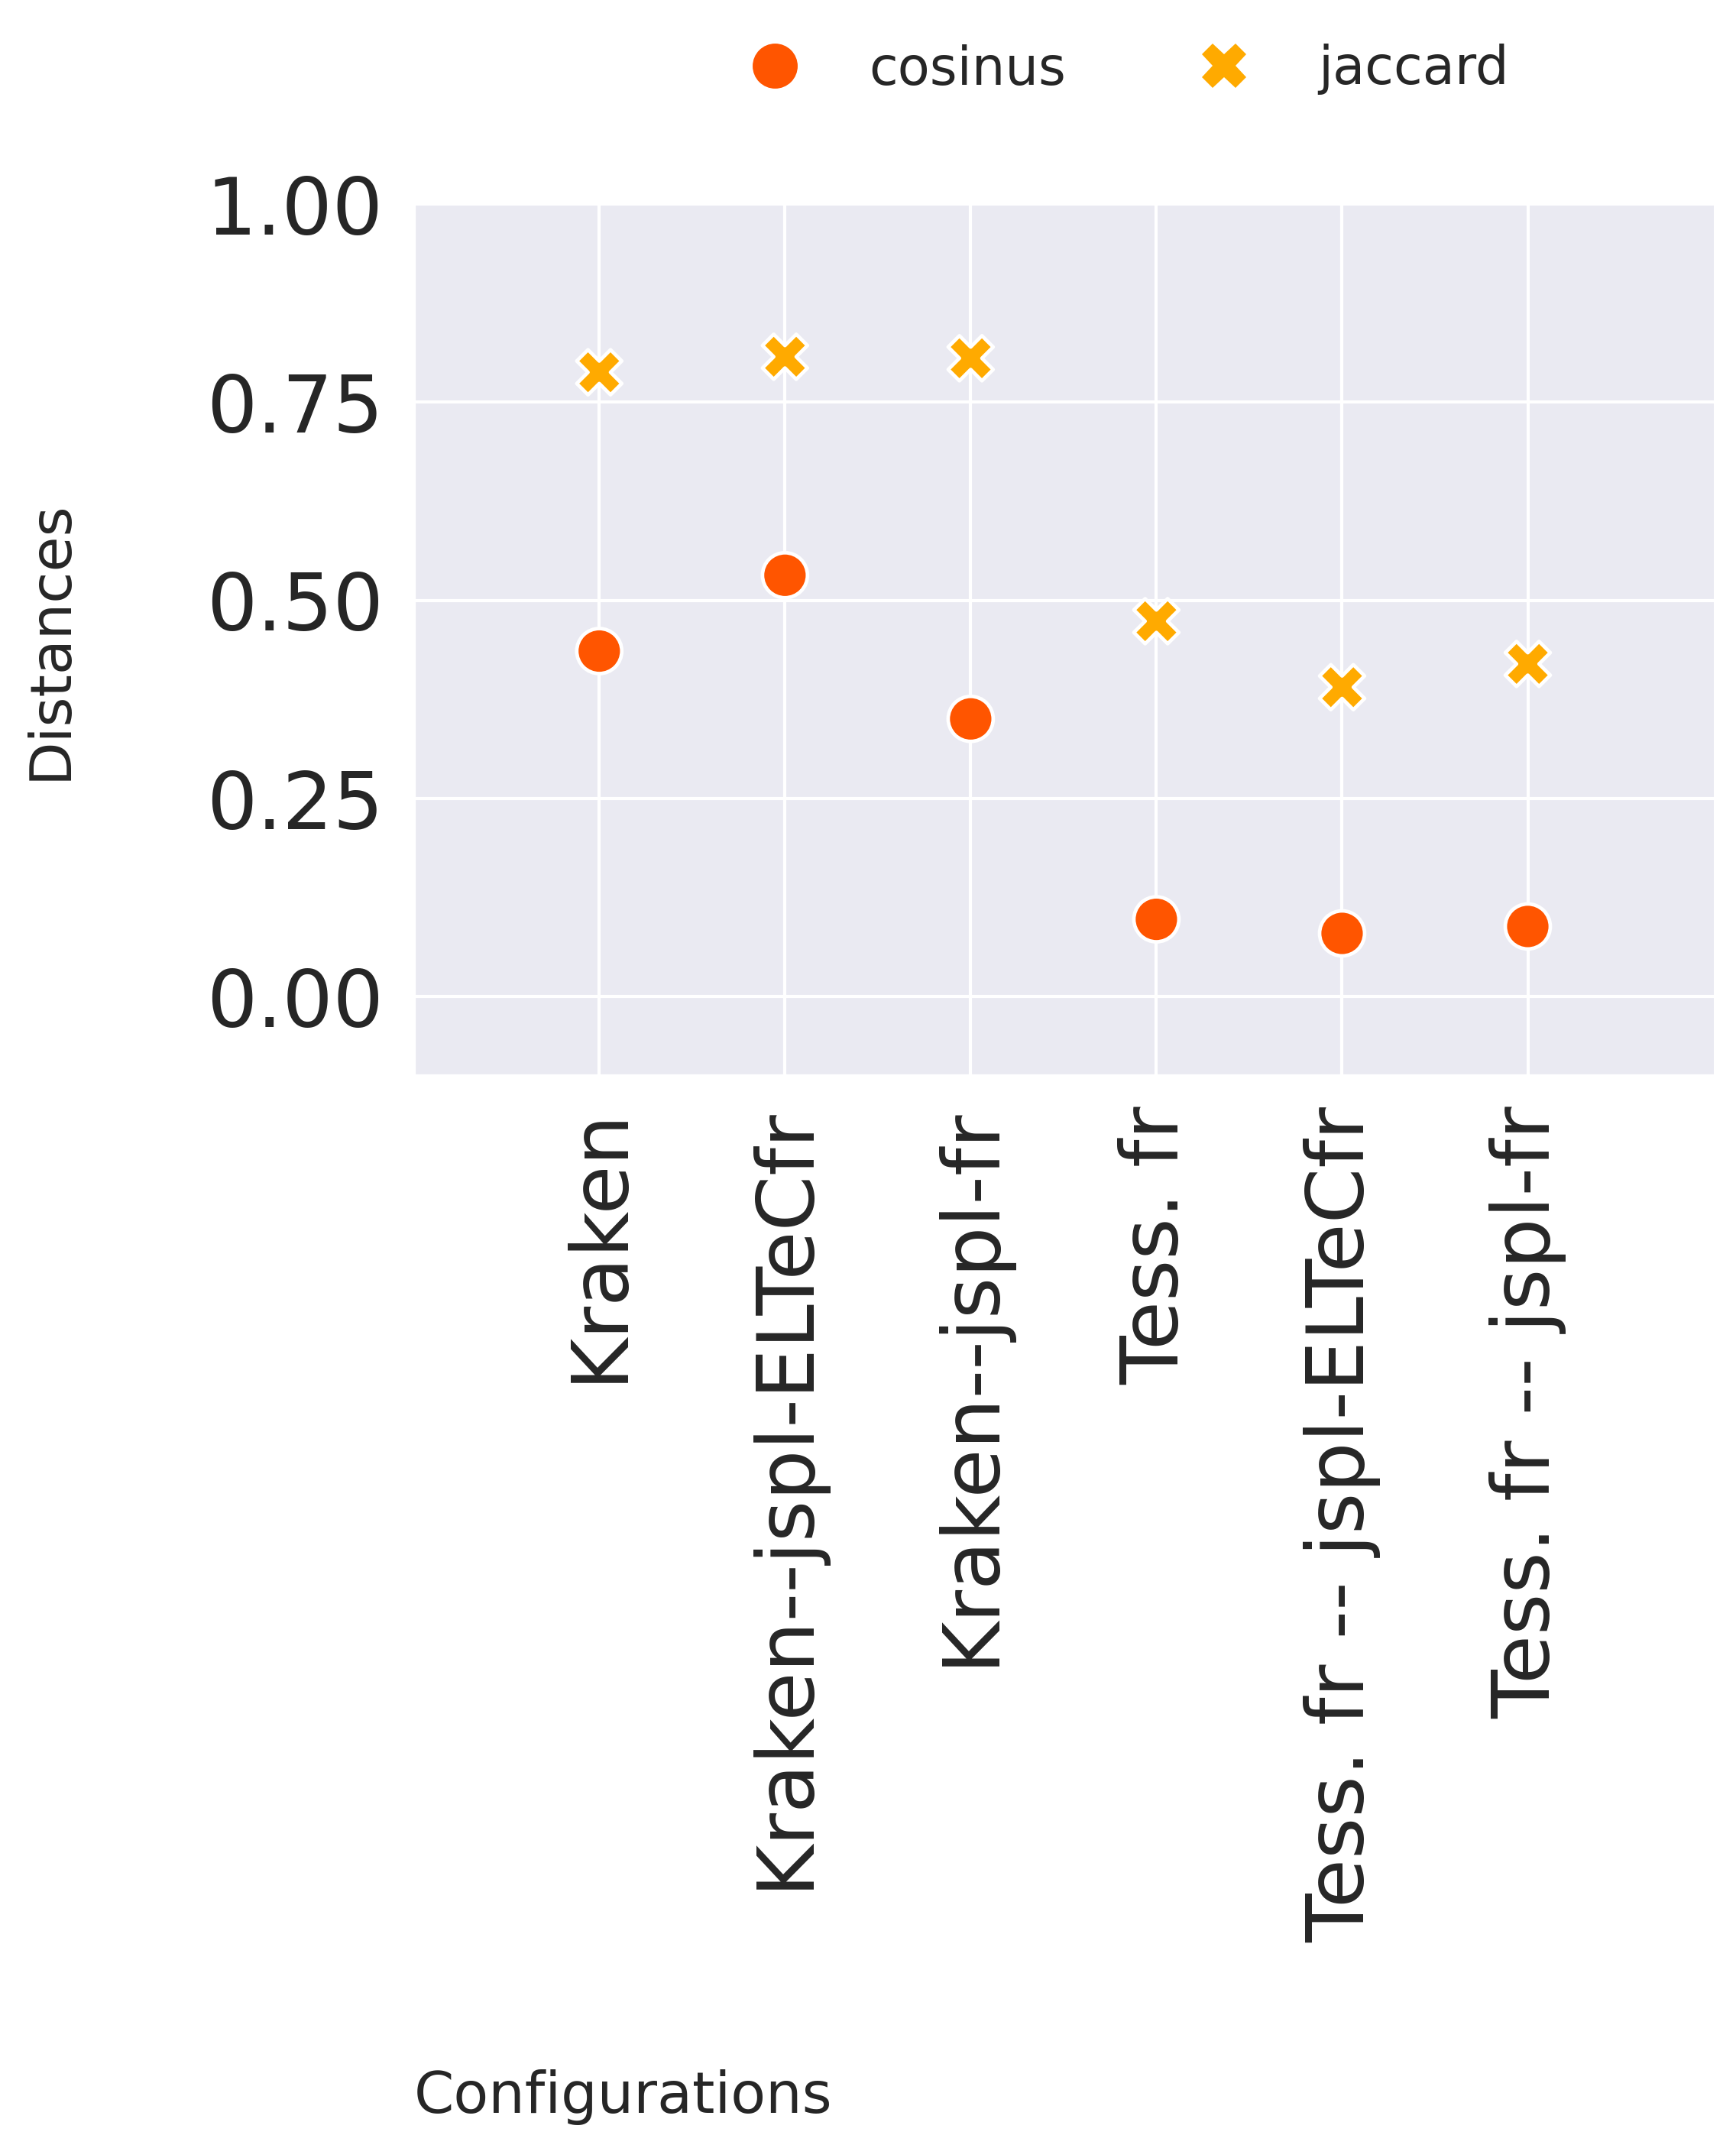 cosinus jaccard
1.00
0.75
0.50
0.25
0.00
Distances
Kraken
Kraken--jspl-ELTeCfr
Kraken--jspl-fr
Tess. fr
Tess. fr -- jspl-ELTeCfr
Tess. fr -- jspl-fr
Configurations